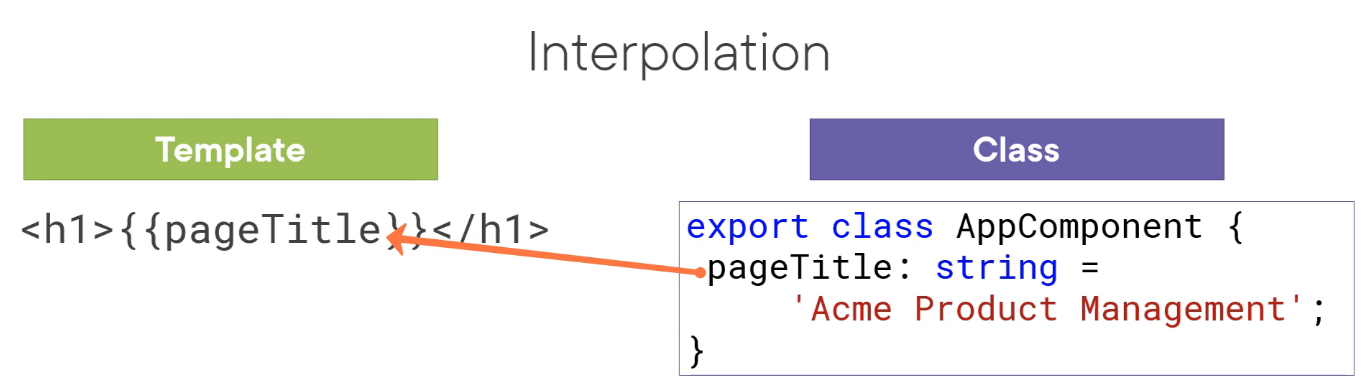 Interpolation
Template
Class
<h1>{{pageTitle}}</h1>
export class AppComponent {
pageTitle: string =
'Acme Product Management';
}